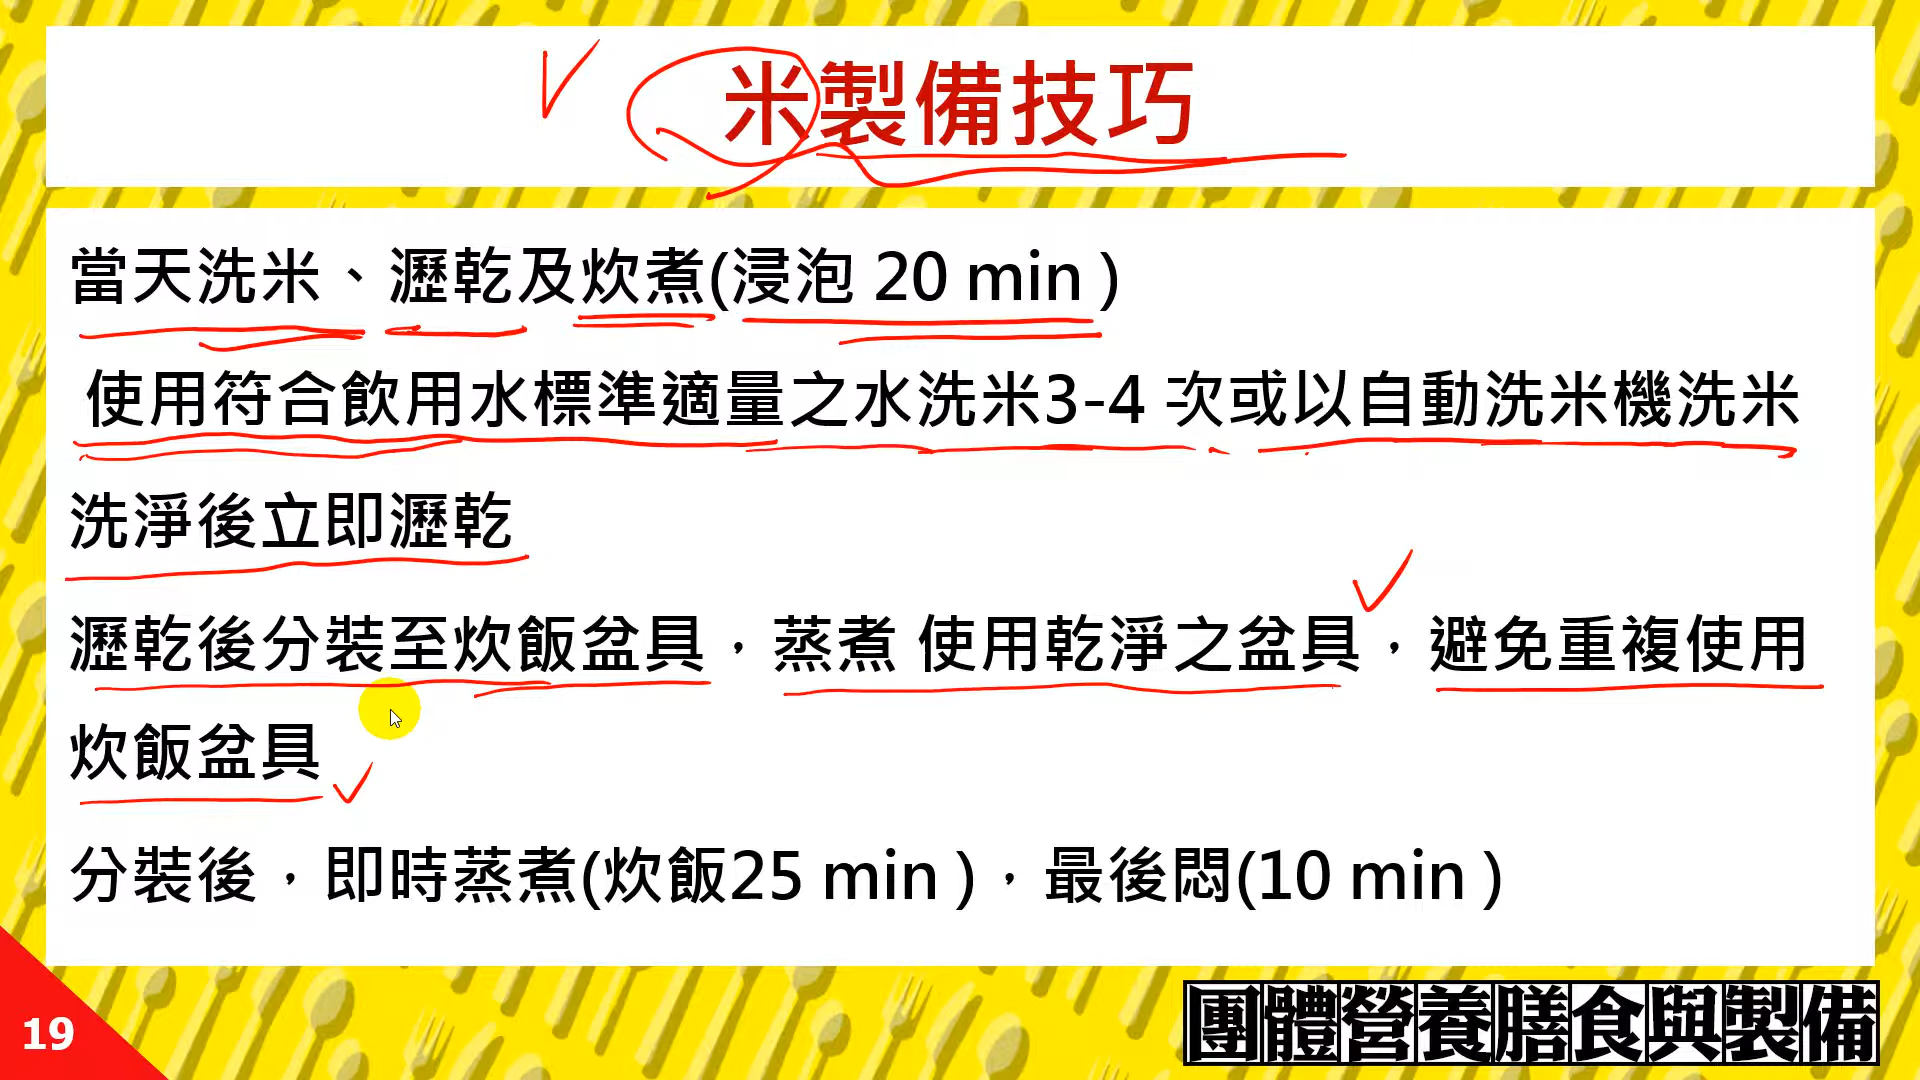 米製備技巧
當天洗米、瀝乾及炊煮(浸泡 20 min )
使用符合飲用水標準適量之水洗米3-4 次或以自動洗米機洗米
洗淨後立即瀝乾
瀝乾後分裝至炊飯盆具，蒸煮 使用乾淨之盆具，避免重複使用
炊飯盆具
分裝後，即時蒸煮(炊飯25 min )，最後悶(10 min )
19
團體營養膳食與製備